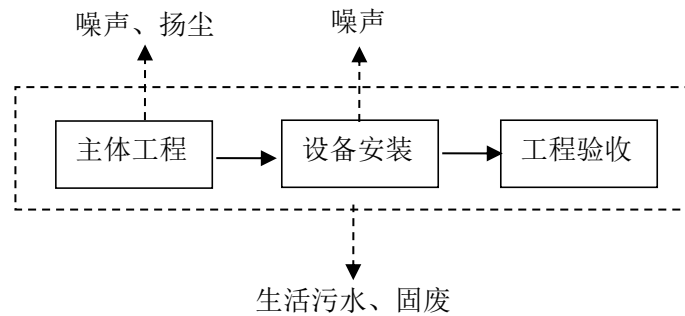 噪声、扬尘
噪声
主体工程
设备安装
工程验收
生活污水、固废